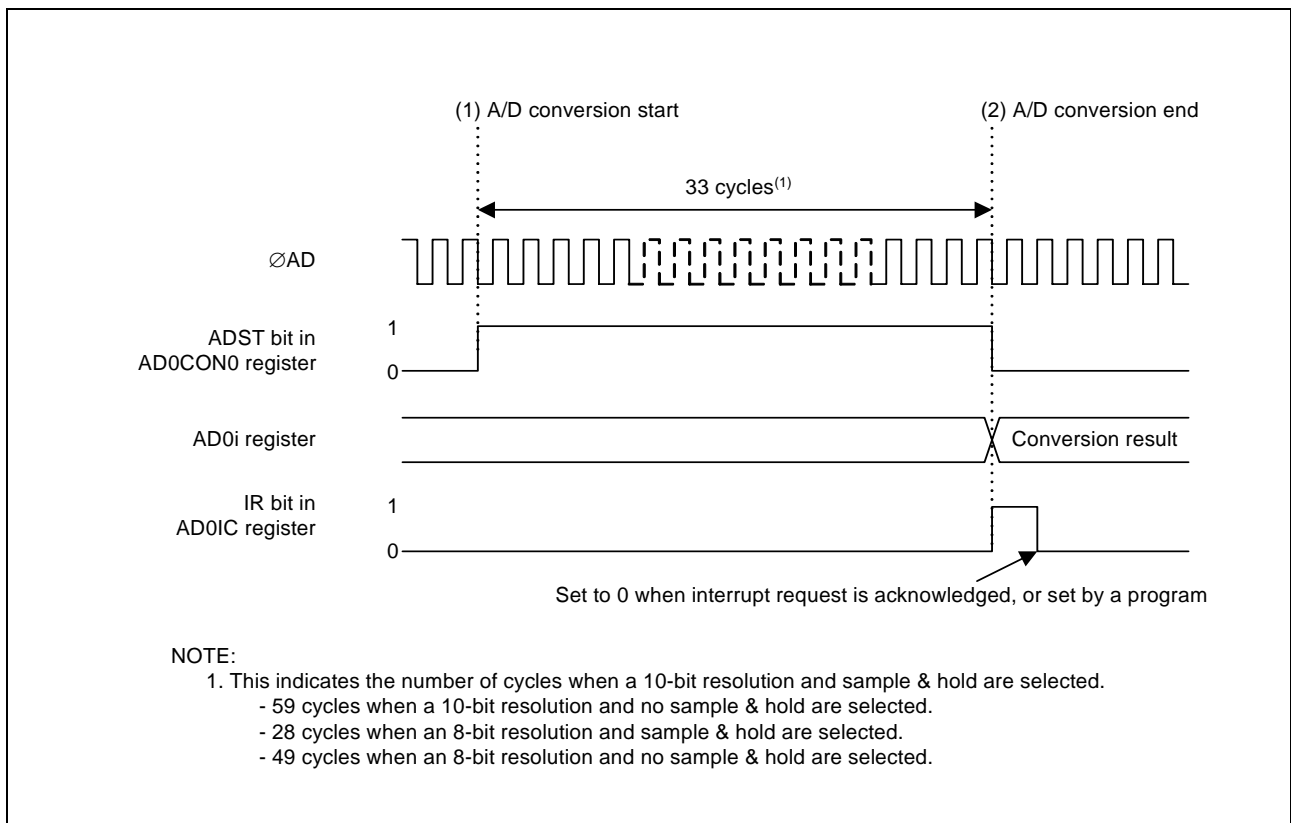 (1) A/D conversion start
(2) A/D conversion end
33 cycles(1)
∅AD
ADST bit in
AD0CON0 register
1
0
AD0i register
Conversion result
IR bit in
AD0IC register
1
0
Set to 0 when interrupt request is acknowledged, or set by a program
NOTE:
1. This indicates the number of cycles when a 10-bit resolution and sample & hold are selected.
- 59 cycles when a 10-bit resolution and no sample & hold are selected.
- 28 cycles when an 8-bit resolution and sample & hold are selected.
- 49 cycles when an 8-bit resolution and no sample & hold are selected.